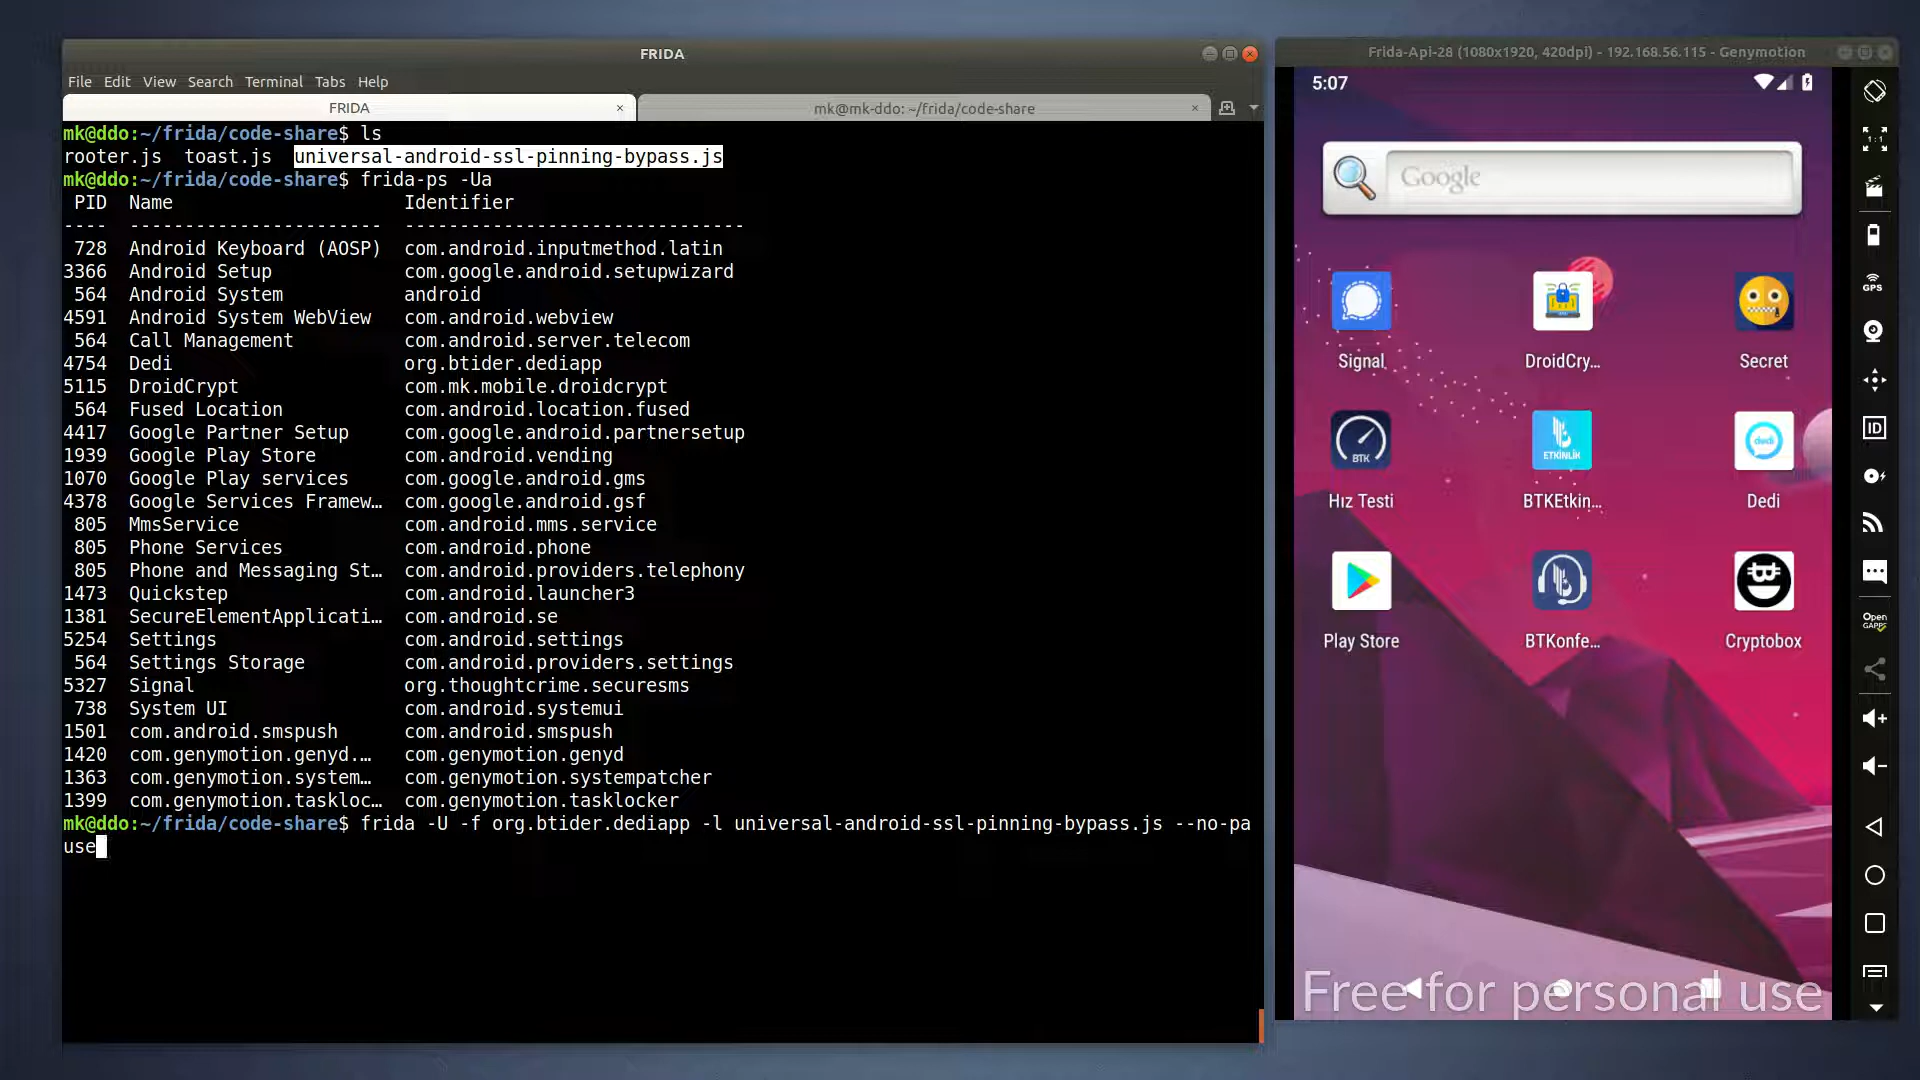 FRIDA
File Edit View Search Terminal Tabs Help
FRIDA × mk@mk-ddo: ~/frida/code-share ×
mk@ddo:~/frida/code-share$ ls
rooter.js toast.js universal-android-ssl-pinning-bypass.js
mk@ddo:~/frida/code-share$ frida-ps -Ua
PID Name Identifier
---- ----------------------- -------------------------------
728 Android Keyboard (AOSP) com.android.inputmethod.latin
3366 Android Setup com.google.android.setupwizard
564 Android System android
4591 Android System WebView com.android.webview
564 Call Management com.android.server.telecom
4754 Dedi org.btider.dediapp
5115 DroidCrypt com.mk.mobile.droidcrypt
564 Fused Location com.android.location.fused
4417 Google Partner Setup com.google.android.partnersetup
1939 Google Play Store com.android.vending
1070 Google Play services com.google.android.gms
4378 Google Services Framew… com.google.android.gsf
805 MmsService com.android.mms.service
805 Phone Services com.android.phone
805 Phone and Messaging St… com.android.providers.telephony
1473 Quickstep com.android.launcher3
1381 SecureElementApplicati… com.android.se
5254 Settings com.android.settings
564 Settings Storage com.android.providers.settings
5327 Signal org.thoughtcrime.securesms
738 System UI com.android.systemui
1501 com.android.smspush com.android.smspush
1420 com.genymotion.genyd.… com.genymotion.genyd
1363 com.genymotion.system… com.genymotion.systempatcher
1399 com.genymotion.taskloc… com.genymotion.tasklocker
mk@ddo:~/frida/code-share$ frida -U -f org.btider.dediapp -l universal-android-ssl-pinning-bypass.js --no-pa
use
Frida-Api-28 (1080x1920, 420dpi) - 192.168.56.115 - Genymotion
5:07
Google
Signal DroidCry… Secret
BTK ETKİNLİK dedi
Hız Testi BTKEtkin… Dedi
Play Store BTKonfe… Cryptobox
Free for personal use
1:1
GPS
ID
Open
GAPPS